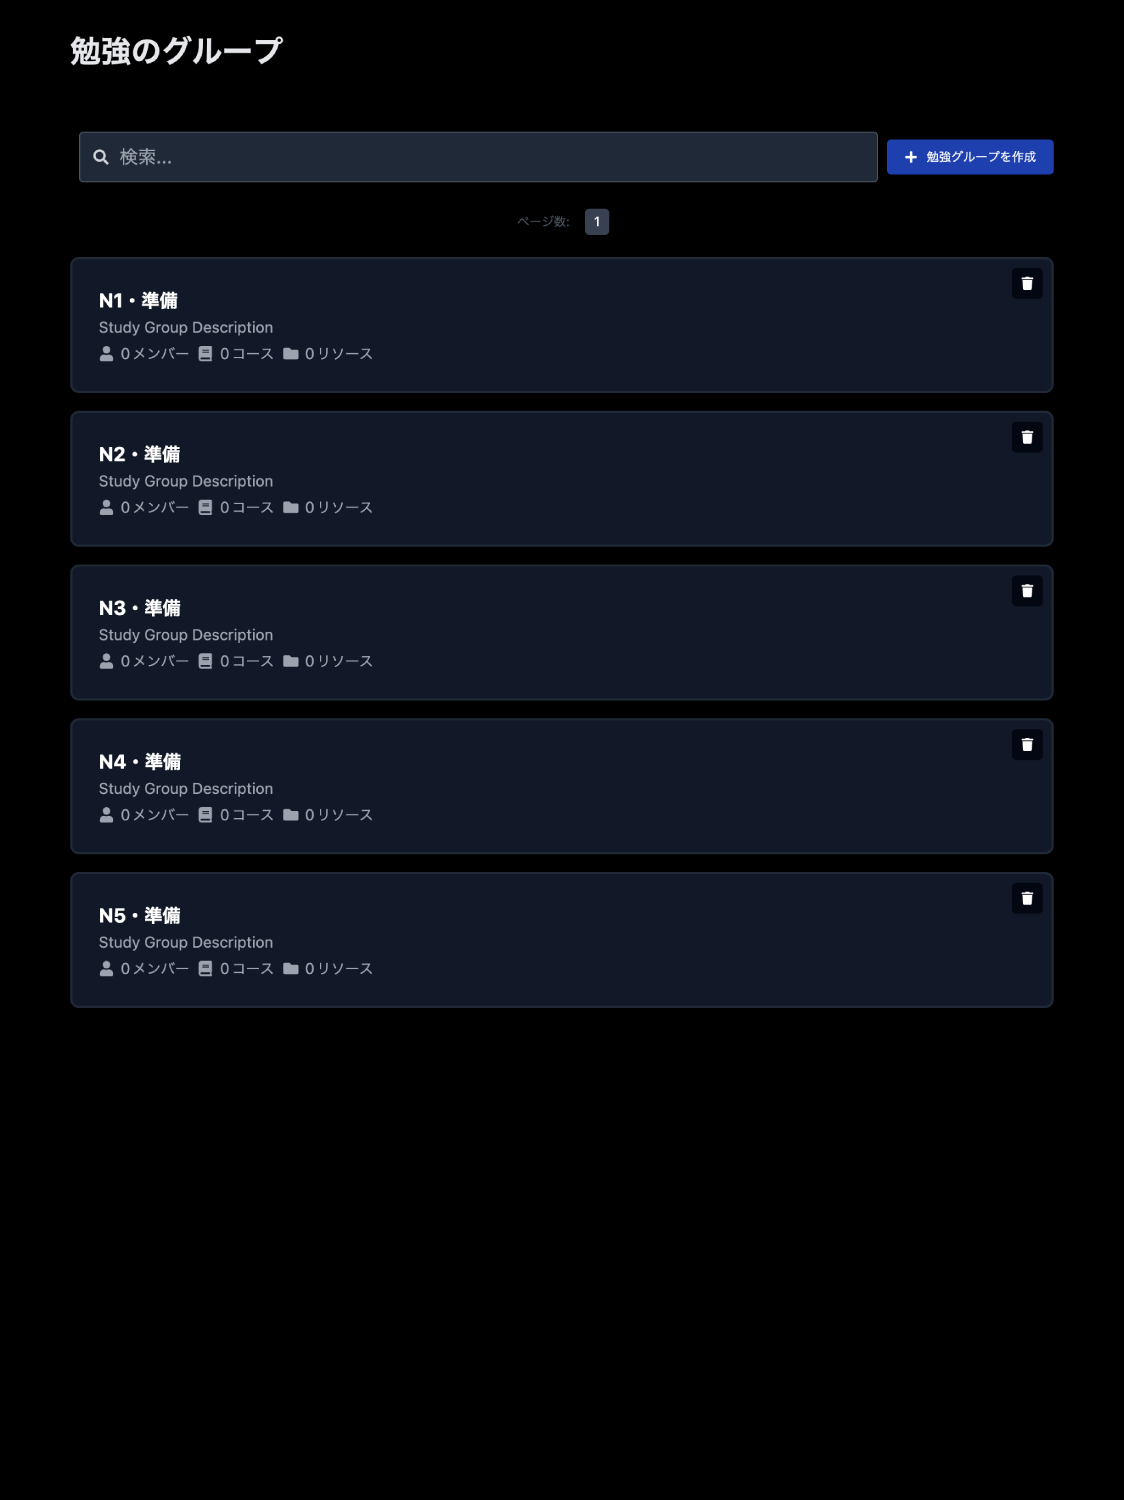 勉強のグループ
検索...
勉強グループを作成
ページ数: 1
N1・準備
Study Group Description
0メンバー 0コース 0リソース
N2・準備
Study Group Description
0メンバー 0コース 0リソース
N3・準備
Study Group Description
0メンバー 0コース 0リソース
N4・準備
Study Group Description
0メンバー 0コース 0リソース
N5・準備
Study Group Description
0メンバー 0コース 0リソース